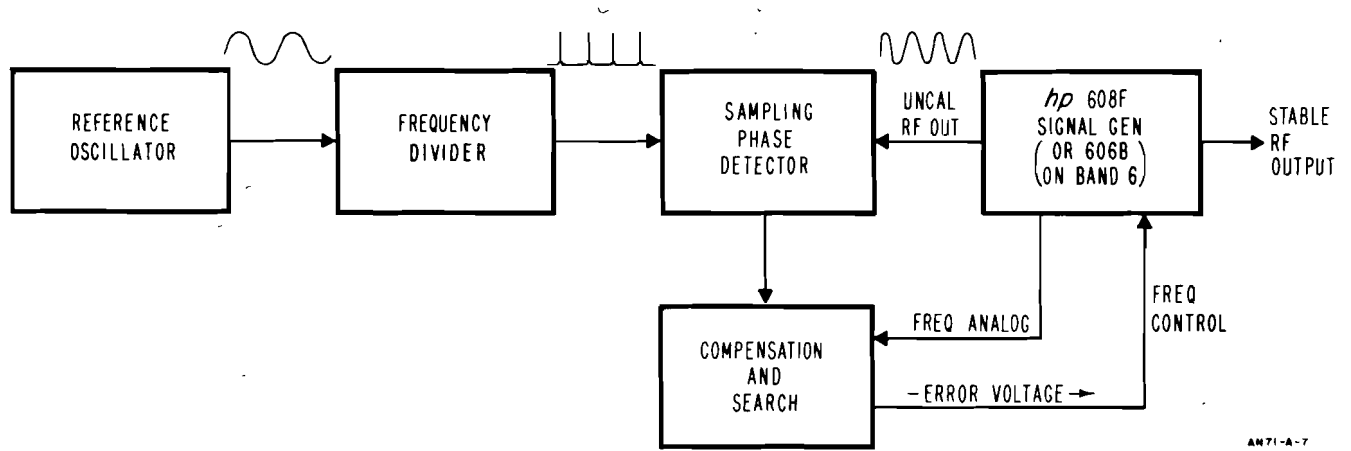 REFERENCE
OSCILLATOR
FREQUENCY
DIVIDER
SAMPLING
PHASE
DETECTOR
UNCAL
RF OUT
hp 608F
SIGNAL GEN
(OR 606B
ON BAND 6)
STABLE
RF
OUTPUT
COMPENSATION
AND
SEARCH
FREQ ANALOG
FREQ
CONTROL
-ERROR VOLTAGE→
AN71-A-7